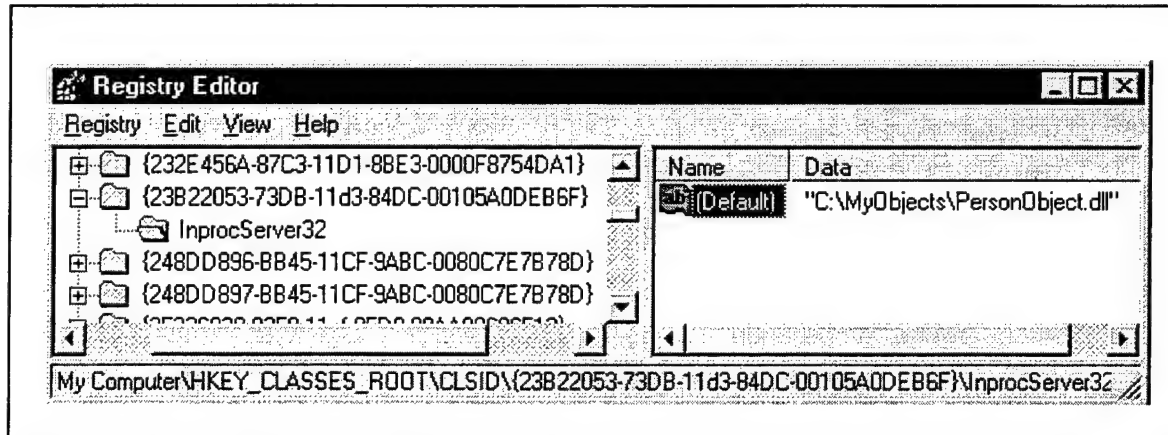 Registry Editor
Registry Edit View Help
{232E456A-87C3-11D1-8BE3-0000F8754DA1}
{23B22053-73DB-11d3-84DC-00105A0DEB6F}
InprocServer32
{248DD896-BB45-11CF-9ABC-0080C7E7B78D}
{248DD897-BB45-11CF-9ABC-0080C7E7B78D}
Name Data
ab (Default) "C:\MyObjects\PersonObject.dll"
My Computer\HKEY_CLASSES_ROOT\CLSID\{23B22053-73DB-11d3-84DC-00105A0DEB6F}\InprocServer32